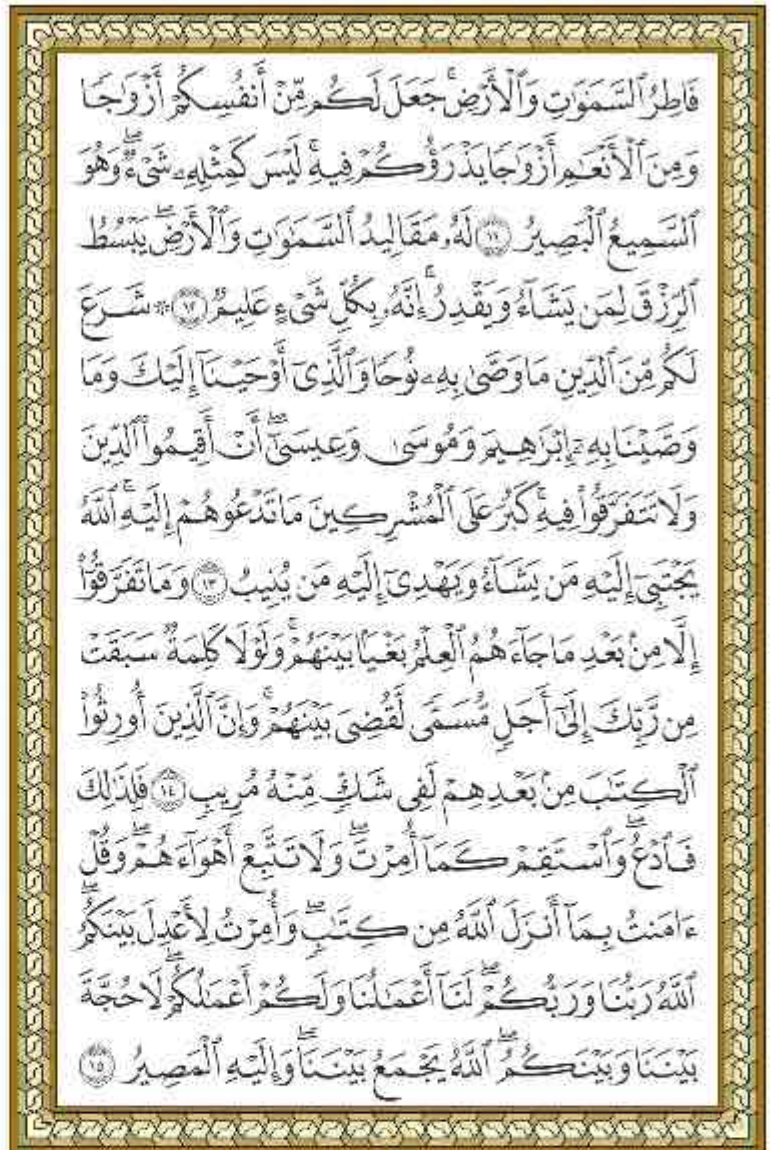 فَاطِرُ ٱلسَّمَٰوَٰتِ وَٱلْأَرْضِ ۚ جَعَلَ لَكُم مِّنْ أَنفُسِكُمْ أَزْوَٰجًا
وَمِنَ ٱلْأَنْعَٰمِ أَزْوَٰجًا يَذْرَؤُكُمْ فِيهِ ۚ لَيْسَ كَمِثْلِهِۦ شَىْءٌ ۖ وَهُوَ
ٱلسَّمِيعُ ٱلْبَصِيرُ ١١ لَهُۥ مَقَالِيدُ ٱلسَّمَٰوَٰتِ وَٱلْأَرْضِ ۖ يَبْسُطُ
ٱلرِّزْقَ لِمَن يَشَآءُ وَيَقْدِرُ ۚ إِنَّهُۥ بِكُلِّ شَىْءٍ عَلِيمٌ ١٢ ۞ شَرَعَ
لَكُم مِّنَ ٱلدِّينِ مَا وَصَّىٰ بِهِۦ نُوحًا وَٱلَّذِىٓ أَوْحَيْنَآ إِلَيْكَ وَمَا
وَصَّيْنَا بِهِۦٓ إِبْرَٰهِيمَ وَمُوسَىٰ وَعِيسَىٰٓ ۖ أَنْ أَقِيمُوا۟ ٱلدِّينَ
وَلَا تَتَفَرَّقُوا۟ فِيهِ ۚ كَبُرَ عَلَى ٱلْمُشْرِكِينَ مَا تَدْعُوهُمْ إِلَيْهِ ۚ ٱللَّهُ
يَجْتَبِىٓ إِلَيْهِ مَن يَشَآءُ وَيَهْدِىٓ إِلَيْهِ مَن يُنِيبُ ١٣ وَمَا تَفَرَّقُوٓا۟
إِلَّا مِنۢ بَعْدِ مَا جَآءَهُمُ ٱلْعِلْمُ بَغْيًۢا بَيْنَهُمْ ۚ وَلَوْلَا كَلِمَةٌ سَبَقَتْ
مِن رَّبِّكَ إِلَىٰٓ أَجَلٍ مُّسَمًّى لَّقُضِىَ بَيْنَهُمْ ۚ وَإِنَّ ٱلَّذِينَ أُورِثُوا۟
ٱلْكِتَٰبَ مِنۢ بَعْدِهِمْ لَفِى شَكٍّ مِّنْهُ مُرِيبٍ ١٤ فَلِذَٰلِكَ
فَٱدْعُ ۖ وَٱسْتَقِمْ كَمَآ أُمِرْتَ ۖ وَلَا تَتَّبِعْ أَهْوَآءَهُمْ ۖ وَقُلْ
ءَامَنتُ بِمَآ أَنزَلَ ٱللَّهُ مِن كِتَٰبٍ ۖ وَأُمِرْتُ لِأَعْدِلَ بَيْنَكُمُ ۖ
ٱللَّهُ رَبُّنَا وَرَبُّكُمْ ۖ لَنَآ أَعْمَٰلُنَا وَلَكُمْ أَعْمَٰلُكُمْ ۖ لَا حُجَّةَ
بَيْنَنَا وَبَيْنَكُمُ ۖ ٱللَّهُ يَجْمَعُ بَيْنَنَا ۖ وَإِلَيْهِ ٱلْمَصِيرُ ١٥